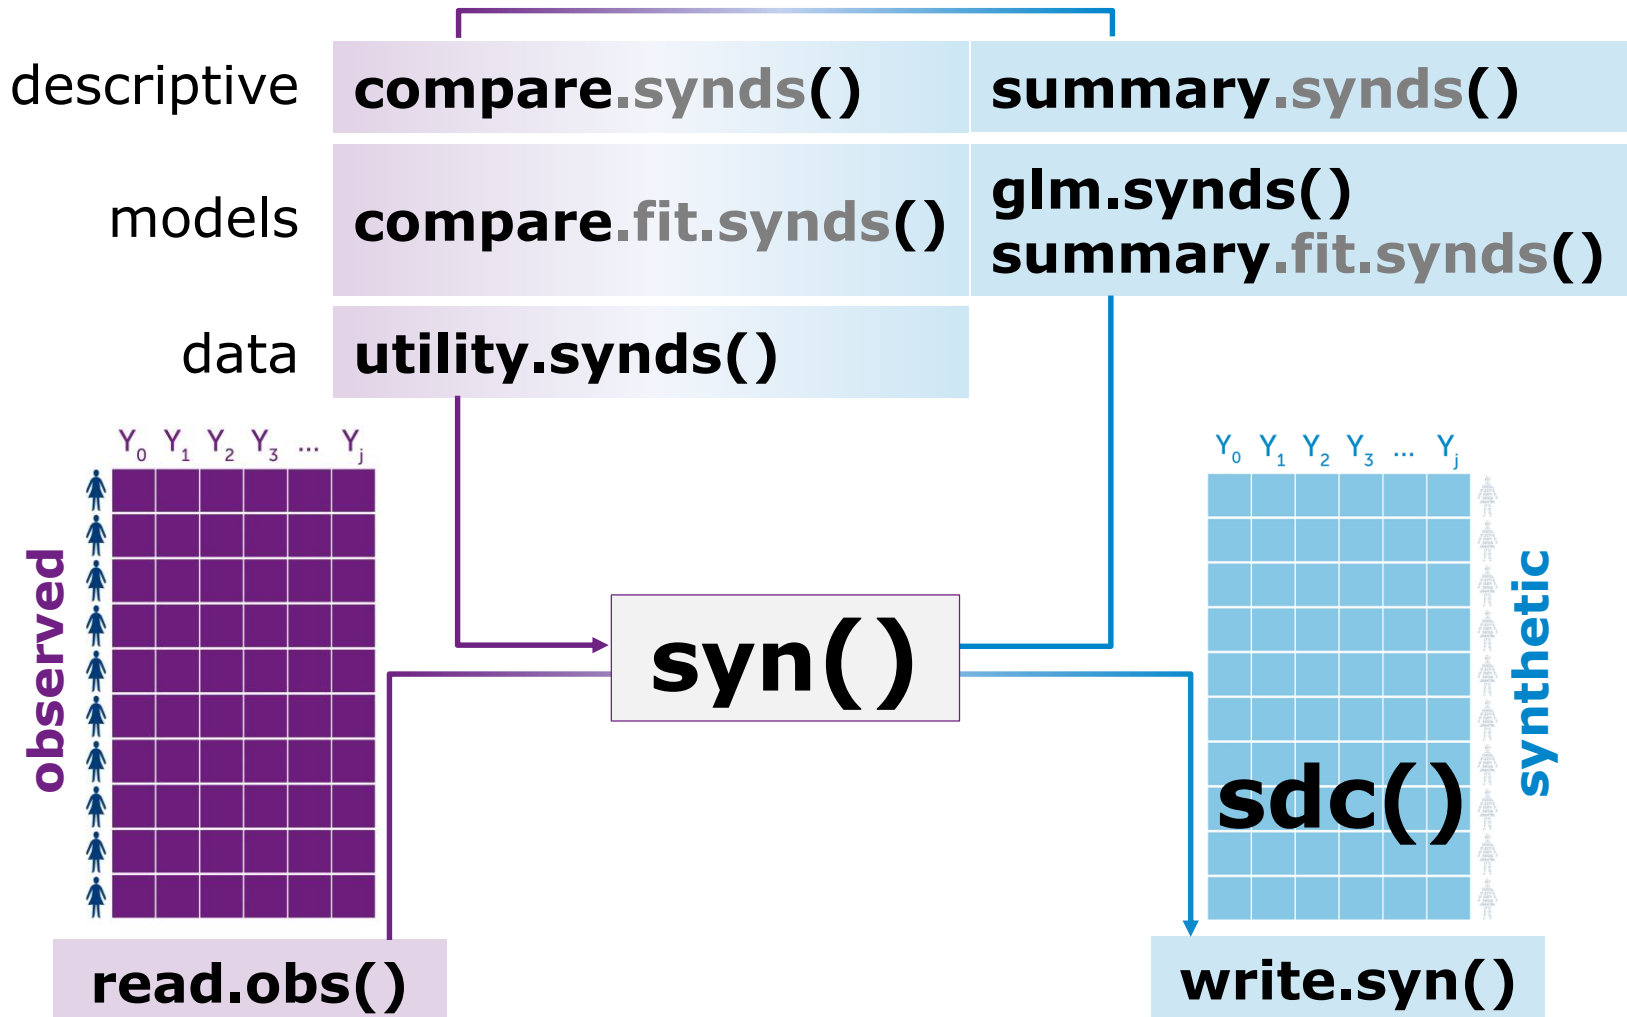 descriptive compare.synds() summary.synds()
models compare.fit.synds() glm.synds()
summary.fit.synds()
data utility.synds()
Y0 Y1 Y2 Y3 ... Yj
Y0 Y1 Y2 Y3 ... Yj
observed
syn()
synthetic
sdc()
read.obs()
write.syn()